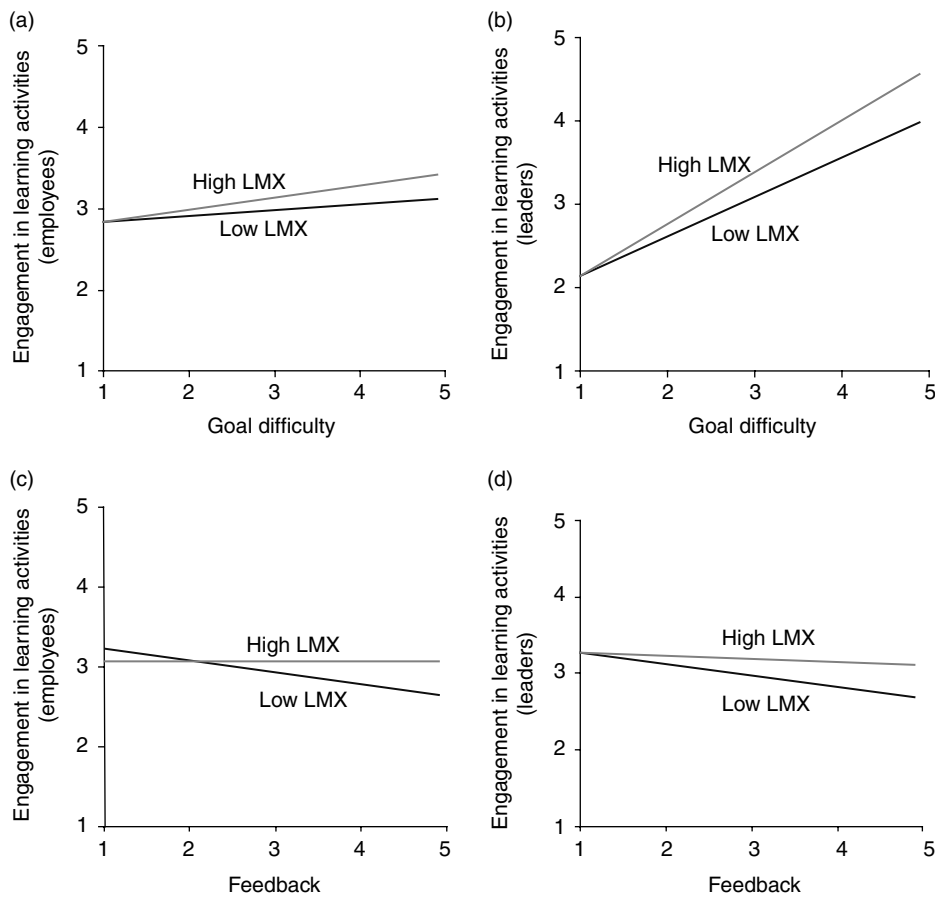 (a)
Engagement in learning activities
(employees)
5
4
3
2
1
High LMX
Low LMX
1 2 3 4 5
Goal difficulty
(b)
Engagement in learning activities
(leaders)
5
4
3
2
1
High LMX
Low LMX
1 2 3 4 5
Goal difficulty
(c)
Engagement in learning activities
(employees)
5
4
3
2
1
High LMX
Low LMX
1 2 3 4 5
Feedback
(d)
Engagement in learning activities
(leaders)
5
4
3
2
1
High LMX
Low LMX
1 2 3 4 5
Feedback